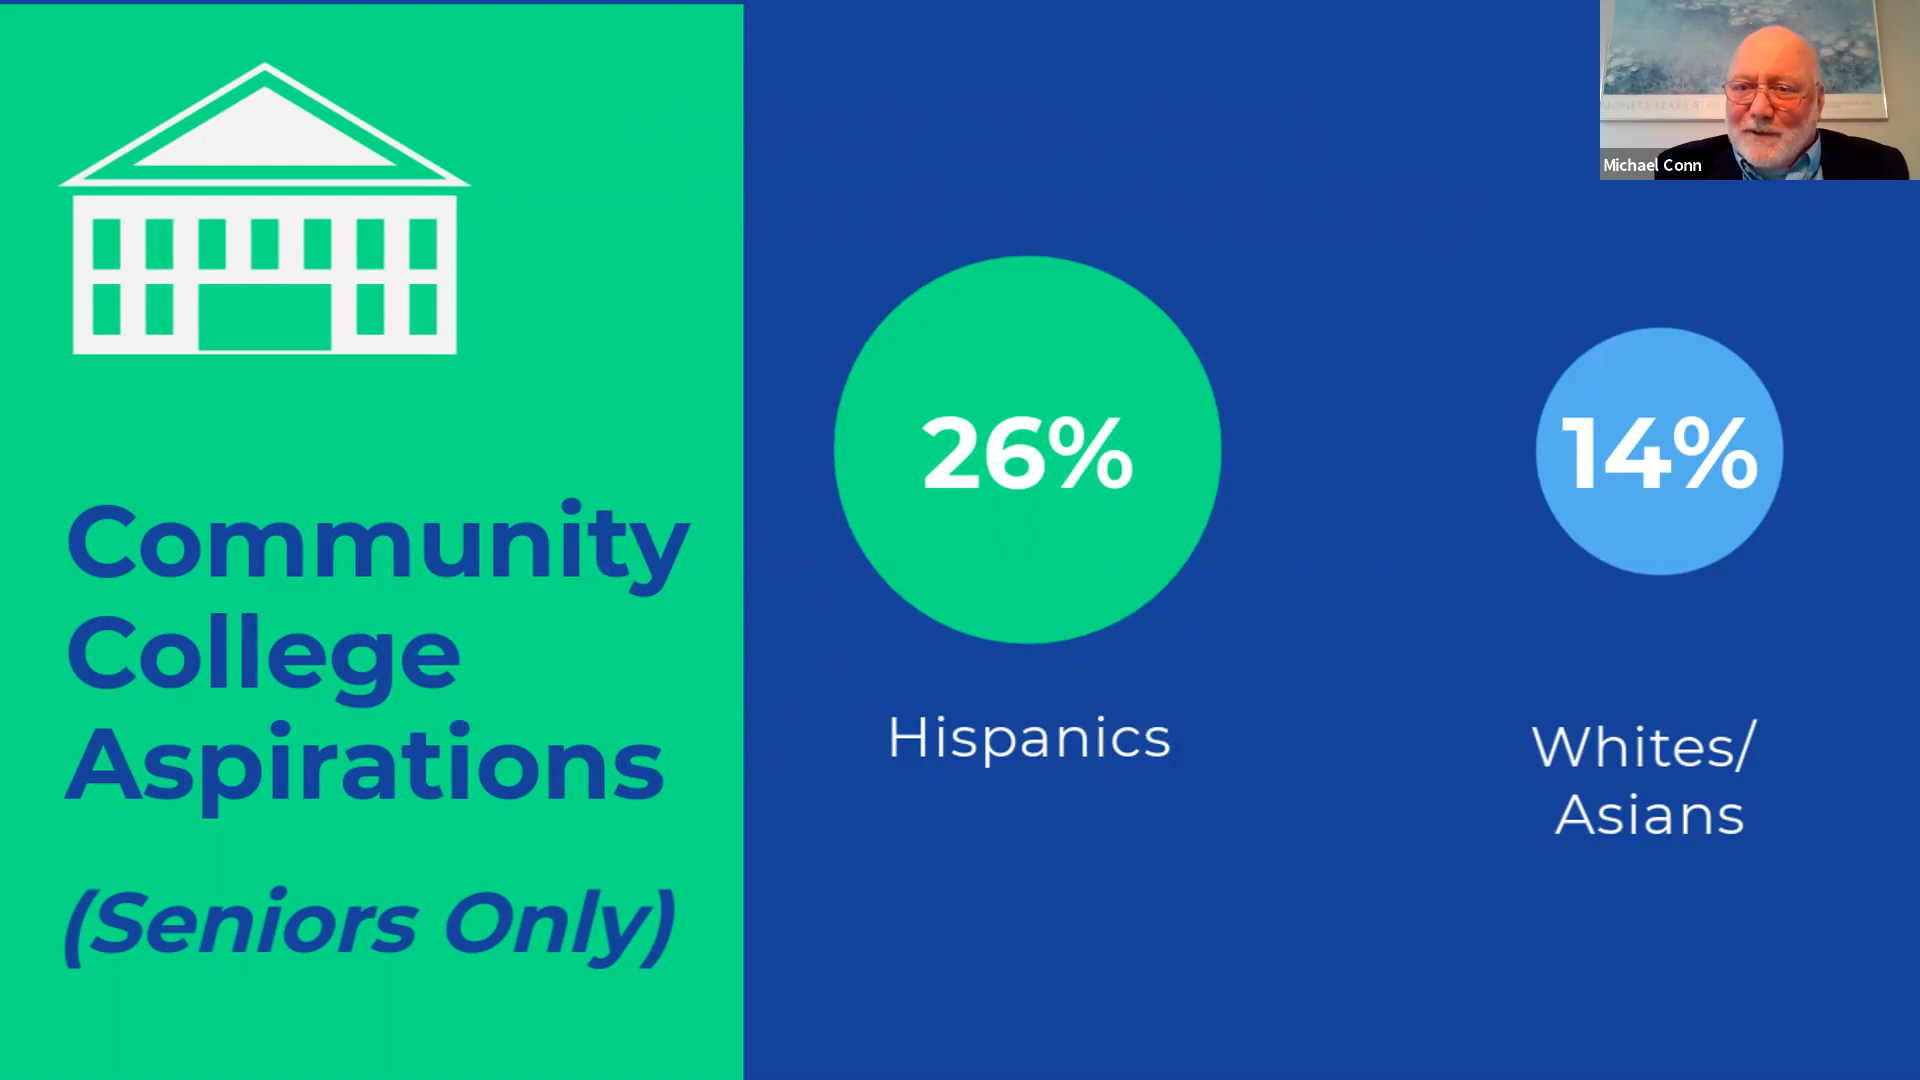 Michael Conn
26%
14%
Community
College
Aspirations
(Seniors Only)
Hispanics
Whites/
Asians